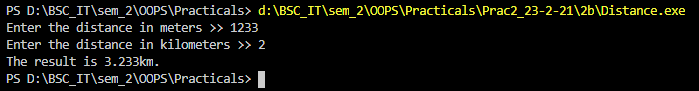 PS D:\BSC_IT\sem_2\OOPS\Practicals> d:\BSC_IT\sem_2\OOPS\Practicals\Prac2_23-2-21\2b\Distance.exe
Enter the distance in meters >> 1233
Enter the distance in kilometers >> 2
The result is 3.233km.
PS D:\BSC_IT\sem_2\OOPS\Practicals>